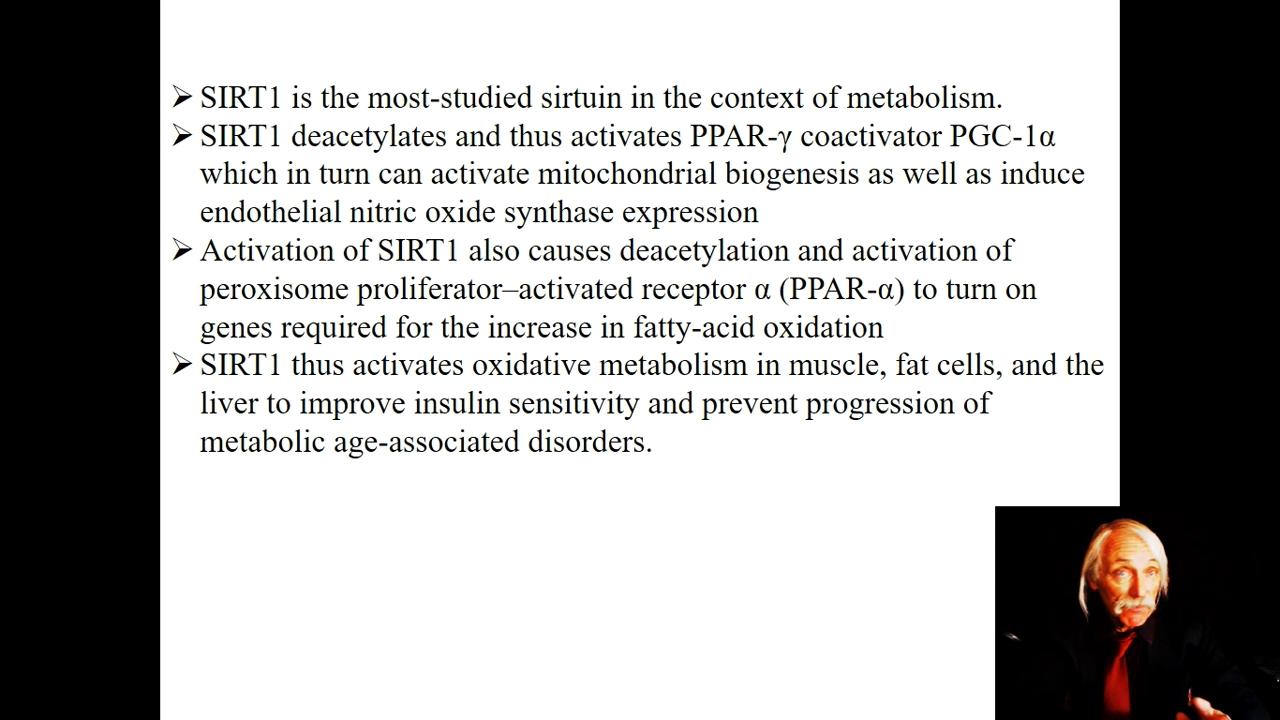 ➢ SIRT1 is the most-studied sirtuin in the context of metabolism.
➢ SIRT1 deacetylates and thus activates PPAR-γ coactivator PGC-1α
which in turn can activate mitochondrial biogenesis as well as induce
endothelial nitric oxide synthase expression
➢ Activation of SIRT1 also causes deacetylation and activation of
peroxisome proliferator–activated receptor α (PPAR-α) to turn on
genes required for the increase in fatty-acid oxidation
➢ SIRT1 thus activates oxidative metabolism in muscle, fat cells, and the
liver to improve insulin sensitivity and prevent progression of
metabolic age-associated disorders.